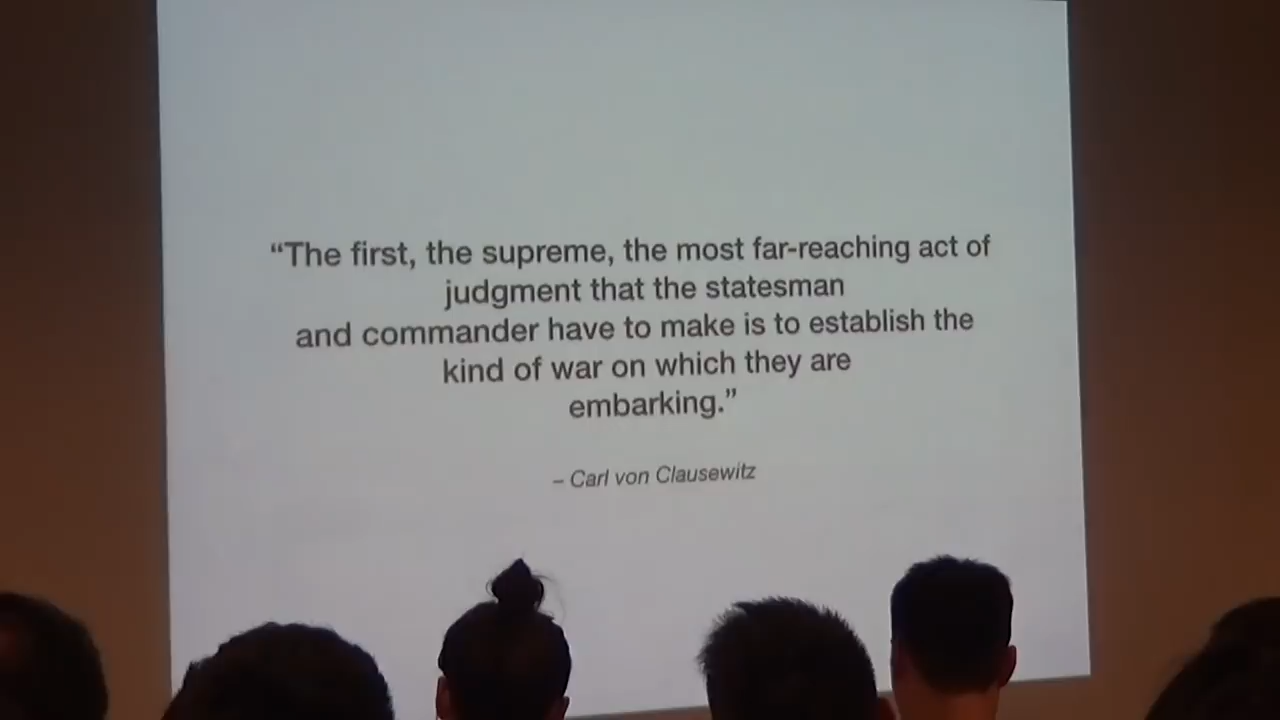 “The first, the supreme, the most far-reaching act of
judgment that the statesman
and commander have to make is to establish the
kind of war on which they are
embarking.”
– Carl von Clausewitz